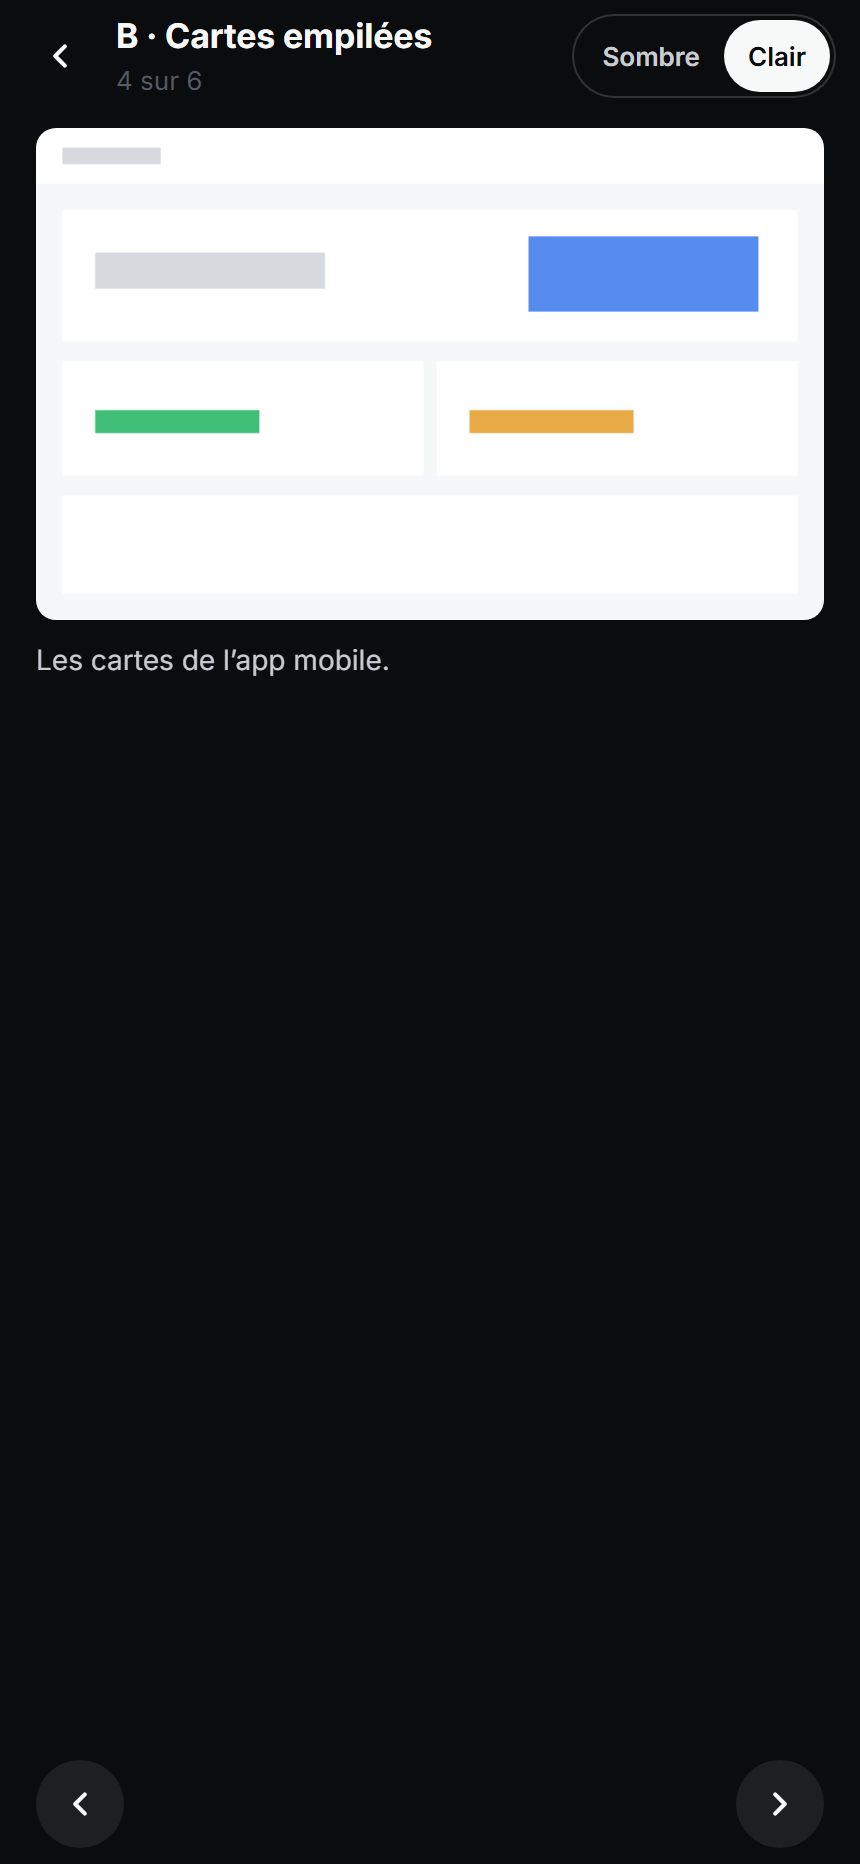 B · Cartes empilées
4 sur 6
Sombre
Clair
Les cartes de l’app mobile.